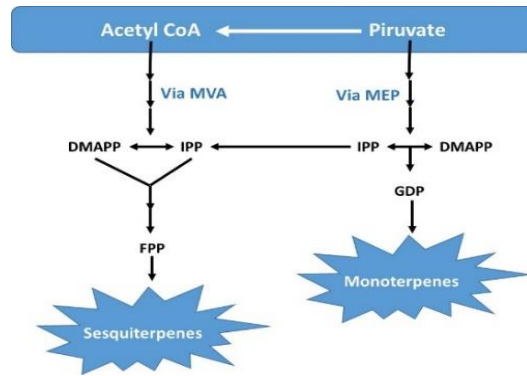 Acetyl CoA
Piruvate
Via MVA
Via MEP
DMAPP
IPP
IPP
DMAPP
GDP
FPP
Monoterpenes
Sesquiterpenes